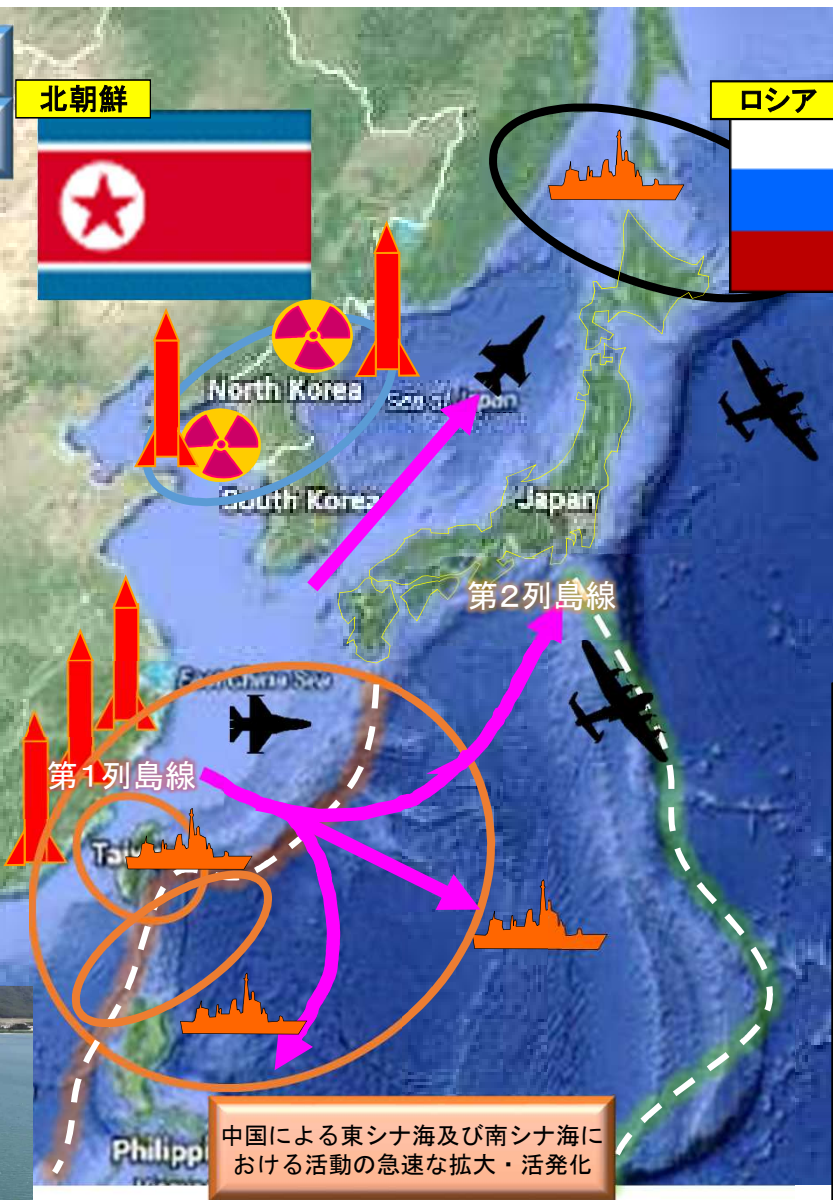 北朝鮮
ロシア
North Korea
Sea of Japan
South Korea
Japan
第2列島線
East China Sea
第1列島線
中国による東シナ海及び南シナ海に
おける活動の急速な拡大・活発化